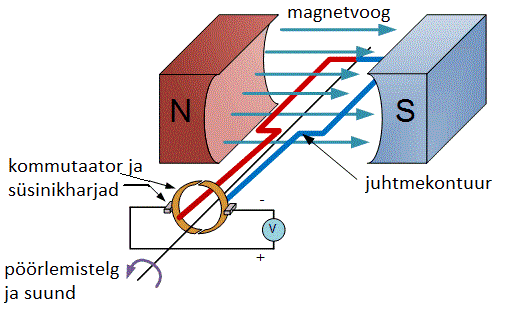 magnetvoog
N
S
kommutaator ja
süsinikharjad
juhtmekontuur
-
V
+
pöörlemistelg
ja suund